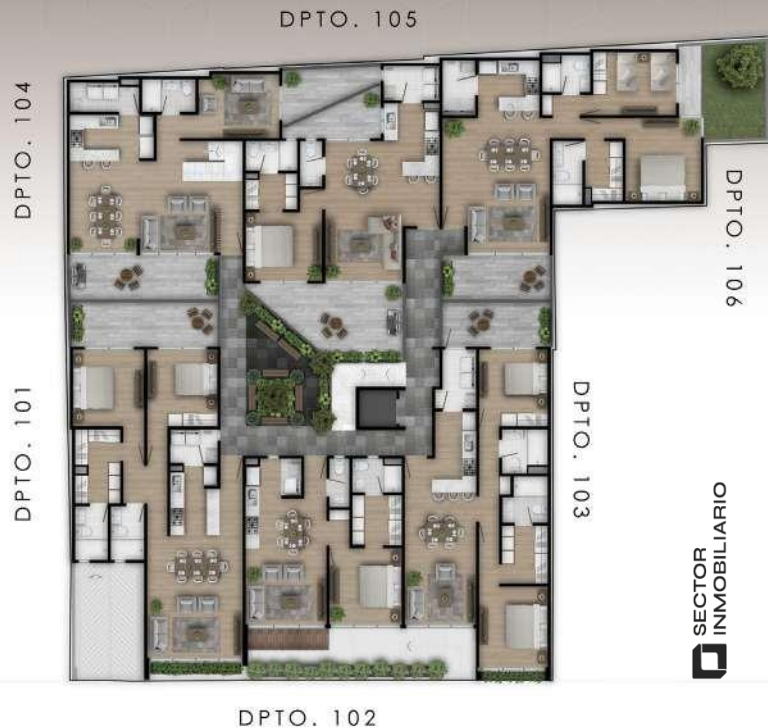 DPTO. 105
DPTO. 104
DPTO. 106
DPTO. 101
DPTO. 103
SECTOR
INMOBILIARIO
DPTO. 102